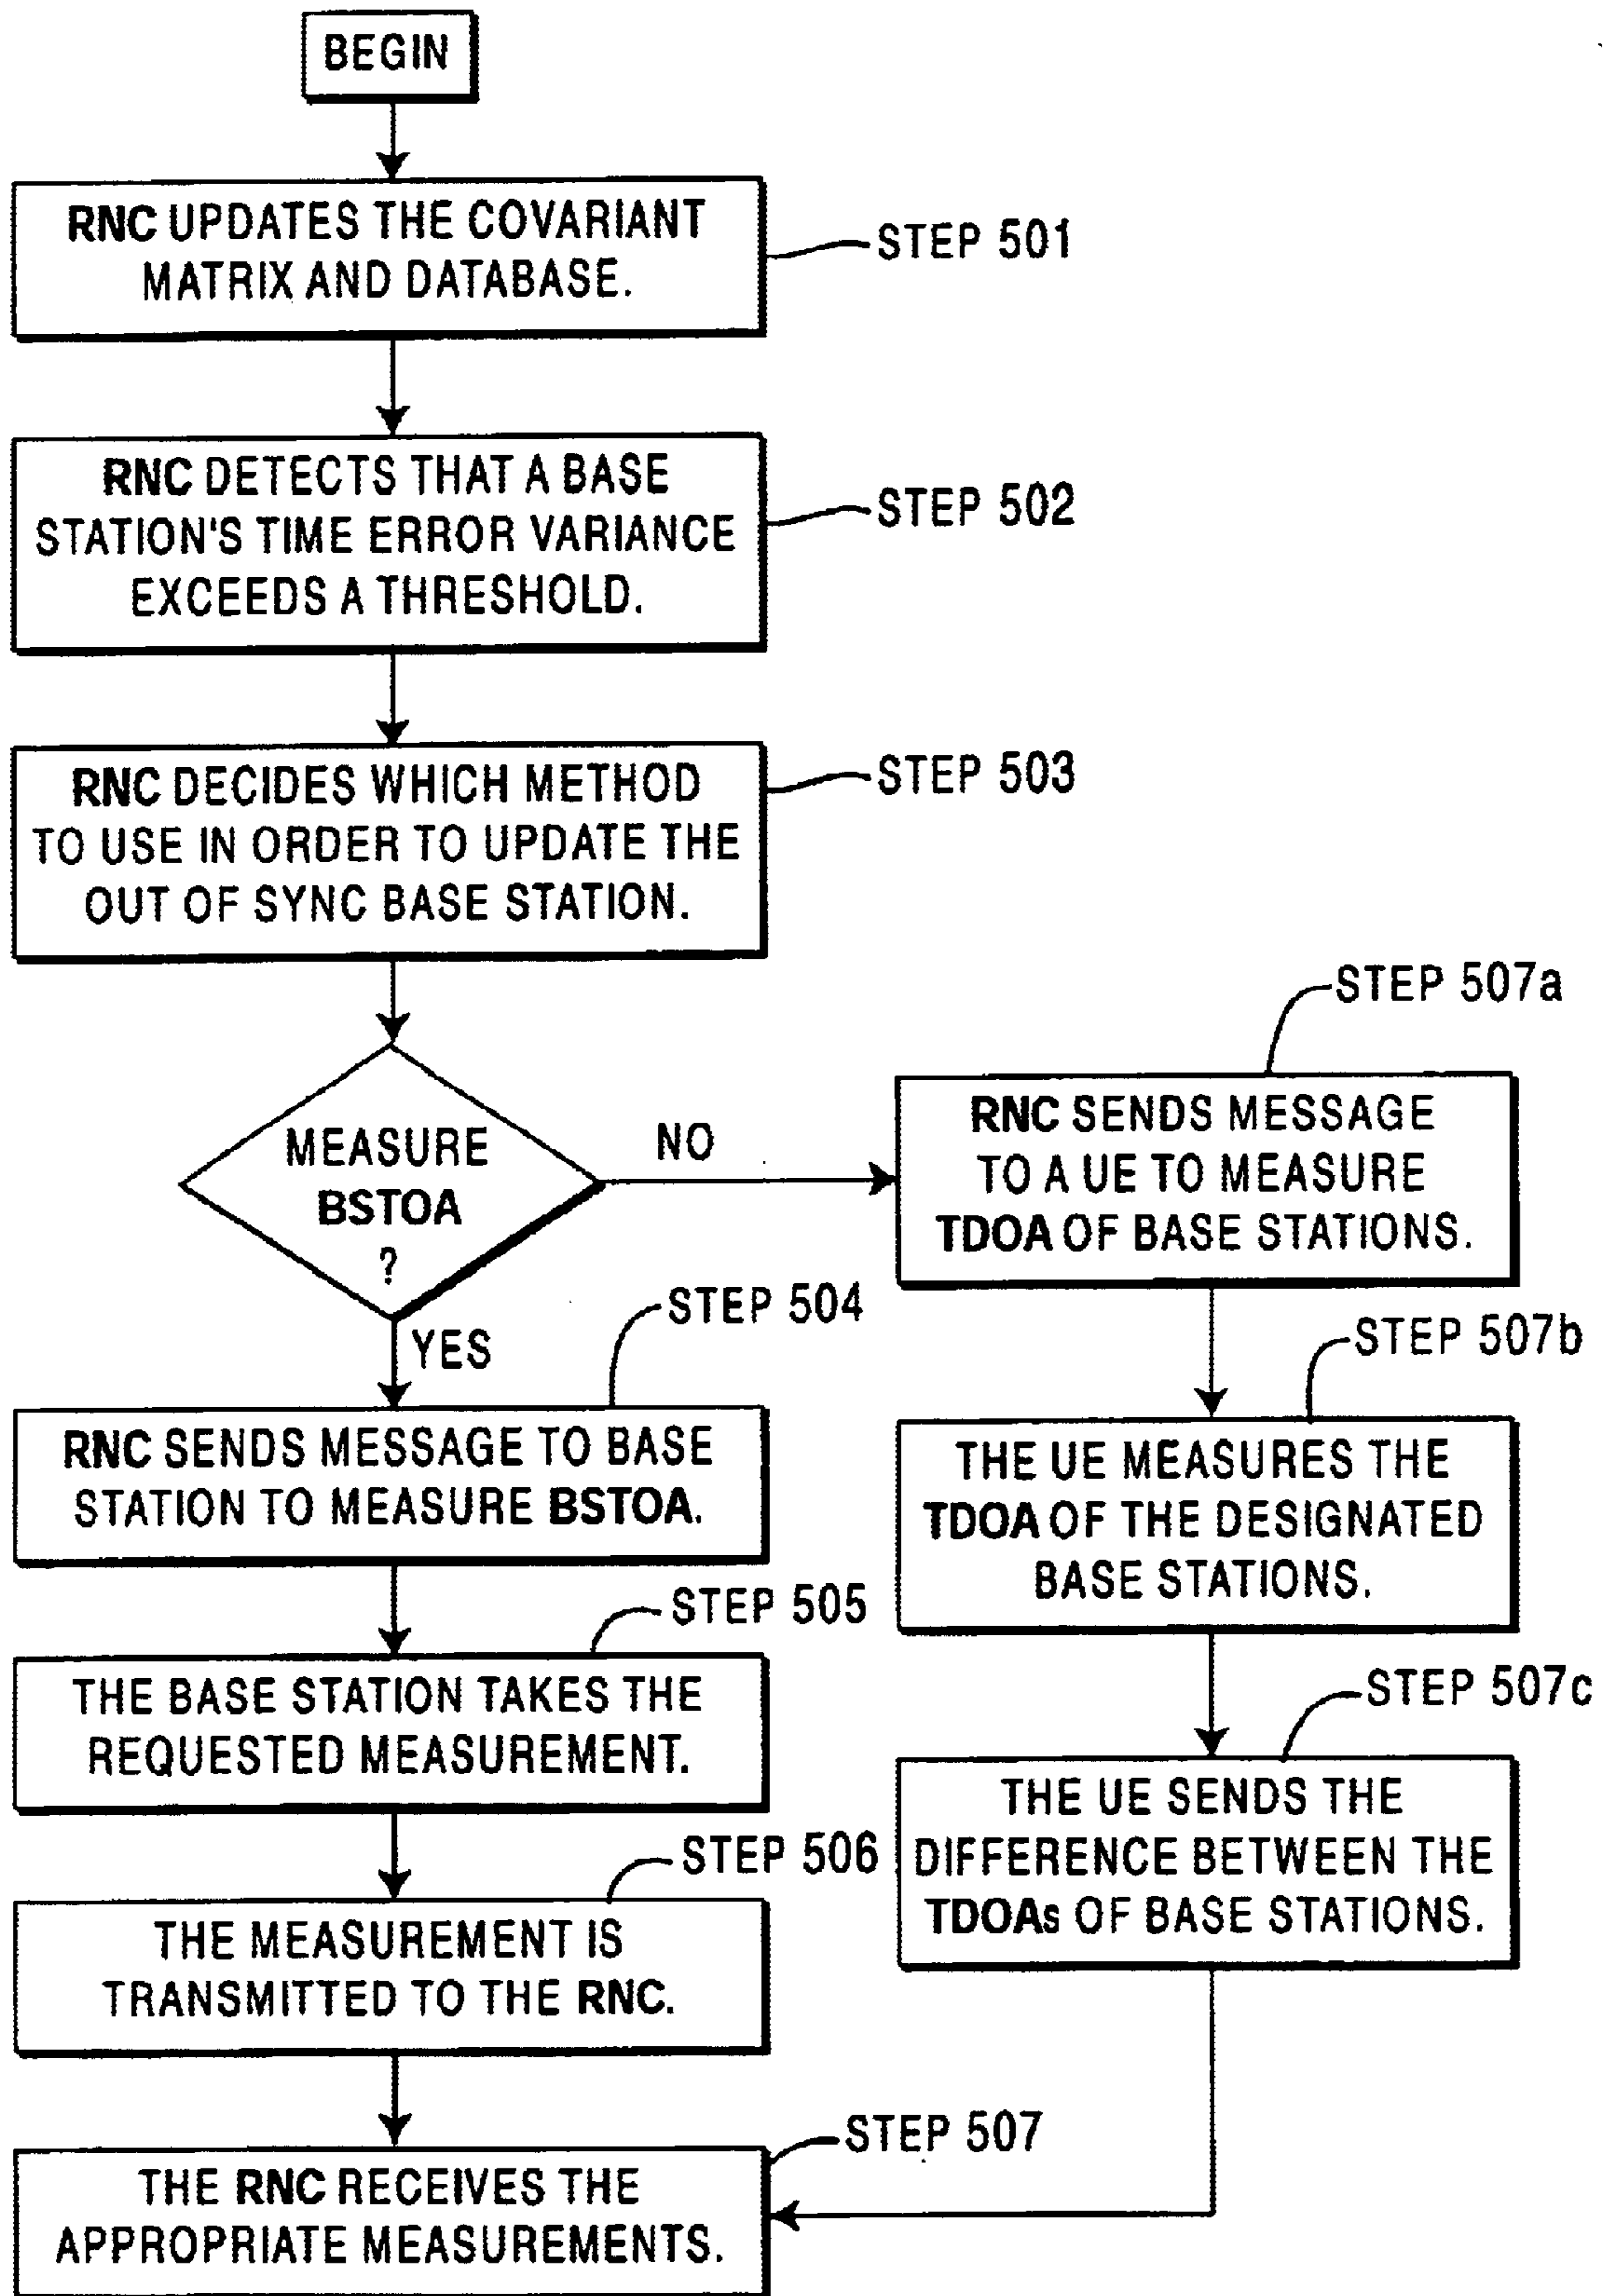 BEGIN
RNC UPDATES THE COVARIANT
MATRIX AND DATABASE.
STEP 501
RNC DETECTS THAT A BASE
STATION'S TIME ERROR VARIANCE
EXCEEDS A THRESHOLD.
STEP 502
RNC DECIDES WHICH METHOD
TO USE IN ORDER TO UPDATE THE
OUT OF SYNC BASE STATION.
STEP 503
MEASURE
BSTOA
?
NO
YES
STEP 507a
RNC SENDS MESSAGE
TO A UE TO MEASURE
TDOA OF BASE STATIONS.
STEP 504
RNC SENDS MESSAGE TO BASE
STATION TO MEASURE BSTOA.
STEP 507b
THE UE MEASURES THE
TDOA OF THE DESIGNATED
BASE STATIONS.
STEP 505
THE BASE STATION TAKES THE
REQUESTED MEASUREMENT.
STEP 507c
THE UE SENDS THE
DIFFERENCE BETWEEN THE
TDOAs OF BASE STATIONS.
STEP 506
THE MEASUREMENT IS
TRANSMITTED TO THE RNC.
STEP 507
THE RNC RECEIVES THE
APPROPRIATE MEASUREMENTS.